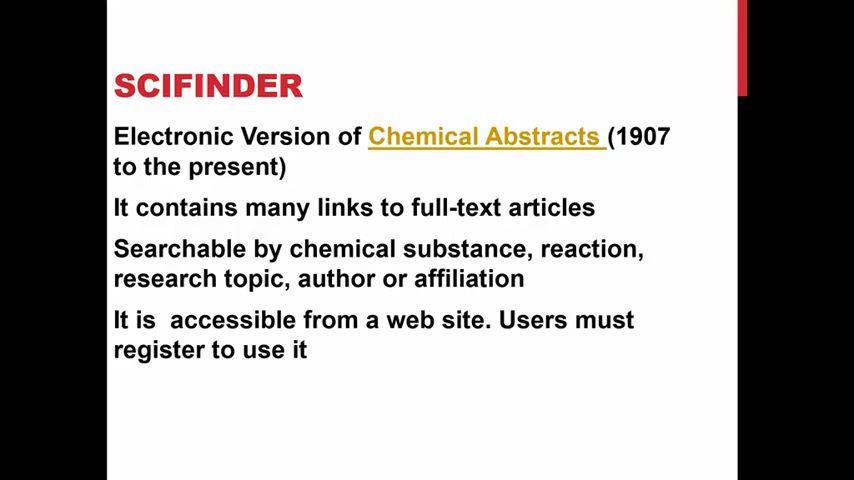 SCIFINDER
Electronic Version of Chemical Abstracts (1907
to the present)
It contains many links to full-text articles
Searchable by chemical substance, reaction,
research topic, author or affiliation
It is  accessible from a web site. Users must
register to use it